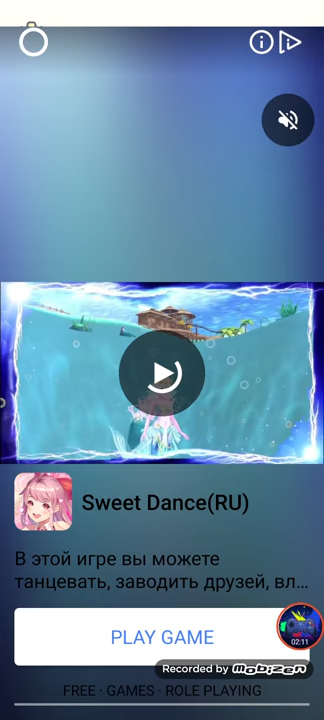 Sweet Dance(RU)
В этой игре вы можете
танцевать, заводить друзей, вл...
PLAY GAME
02:11
Recorded by mobizen
FREE · GAMES · ROLE PLAYING